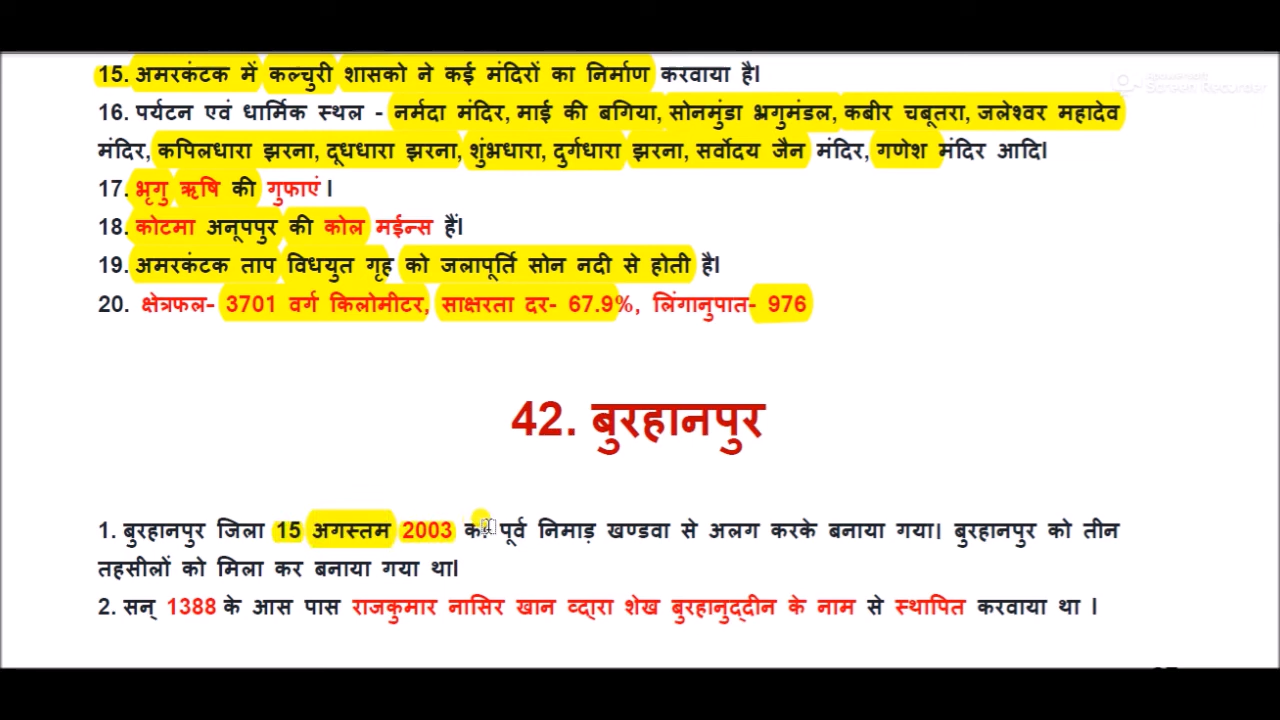 15. अमरकंटक में कल्चुरी शासको ने कई मंदिरों का निर्माण करवाया है।
16. पर्यटन एवं धार्मिक स्थल - नर्मदा मंदिर, माई की बगिया, सोनमुंडा भ्रगुमंडल, कबीर चबूतरा, जलेश्वर महादेव
मंदिर, कपिलधारा झरना, दूधधारा झरना, शुंभधारा, दुर्गधारा झरना, सर्वोदय जैन मंदिर, गणेश मंदिर आदि।
17. भृगु ऋषि की गुफाएं ।
18. कोटमा अनूपपुर की कोल मईन्स हैं।
19. अमरकंटक ताप विधयुत गृह को जलापूर्ति सोन नदी से होती है।
20. क्षेत्रफल- 3701 वर्ग किलोमीटर, साक्षरता दर- 67.9%, लिंगानुपात- 976
42. बुरहानपुर
1. बुरहानपुर जिला 15 अगस्तम 2003 पूर्व निमाड़ खण्डवा से अलग करके बनाया गया। बुरहानपुर को तीन
तहसीलों को मिला कर बनाया गया था।
2. सन् 1388 के आस पास राजकुमार नासिर खान व्दा्रा शेख बुरहानुद्दीन के नाम से स्थापित करवाया था ।
Screen Recorder